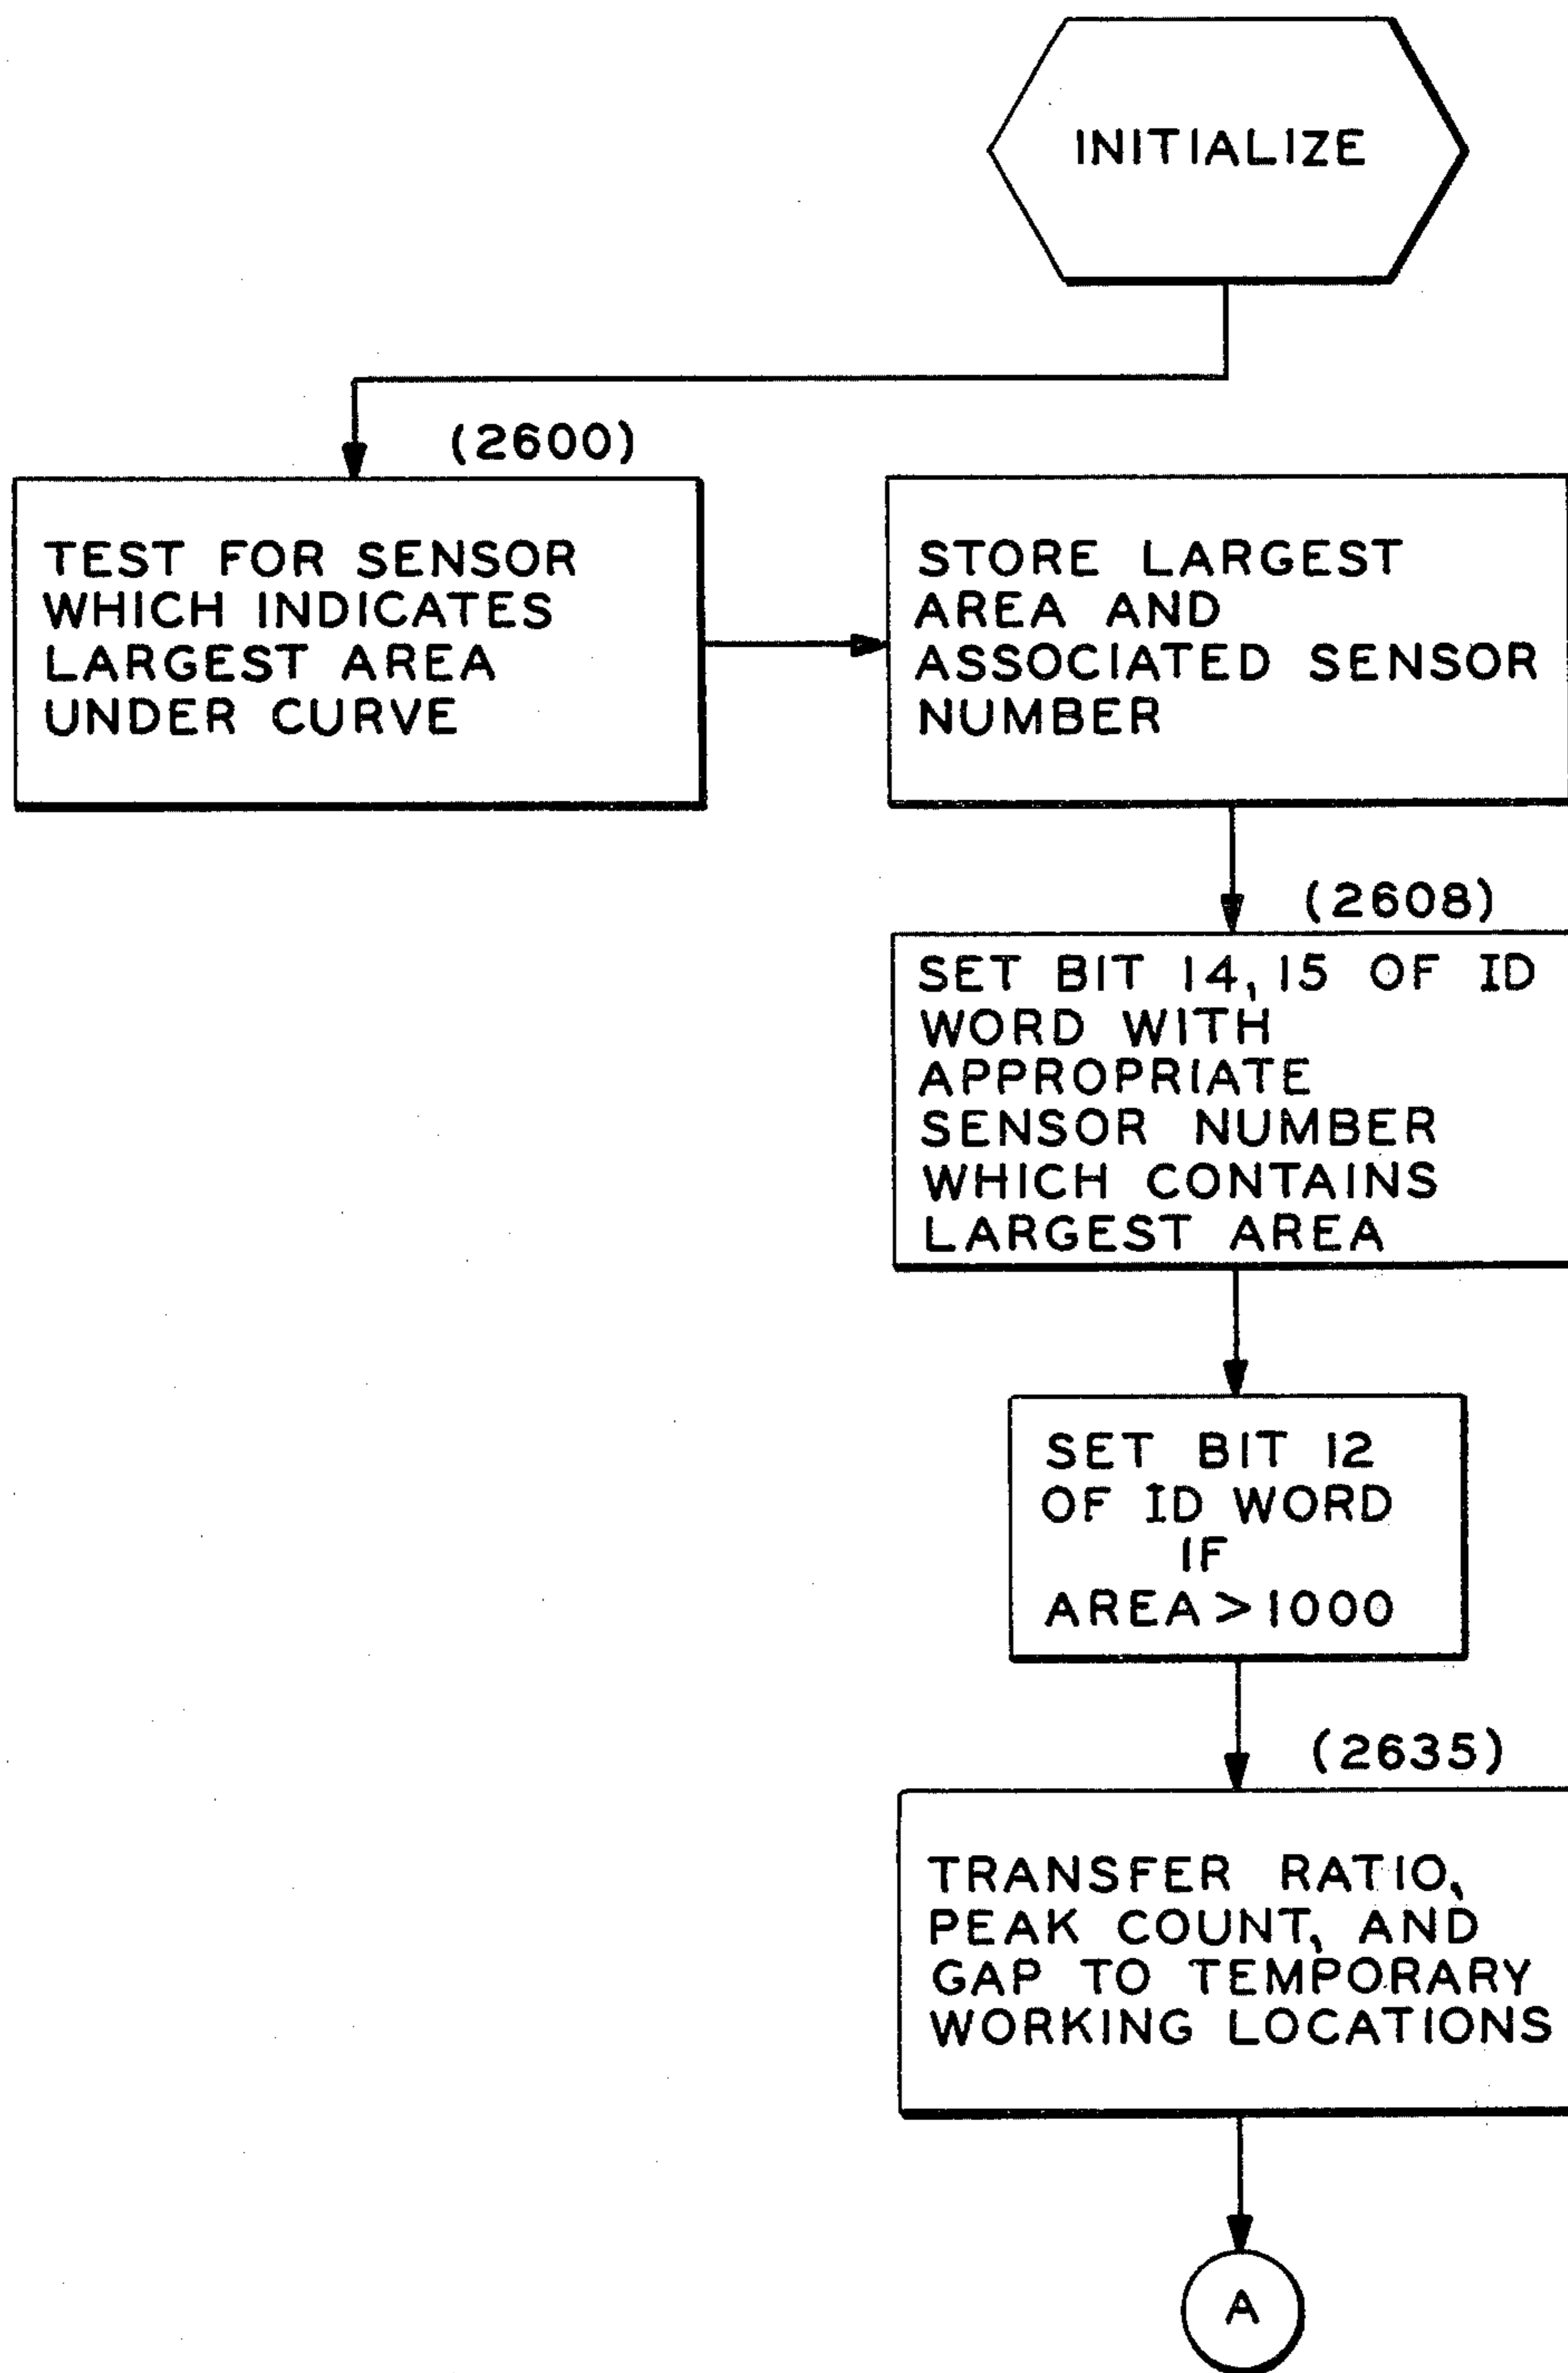 INITIALIZE
(2600)
TEST FOR SENSOR
WHICH INDICATES
LARGEST AREA
UNDER CURVE
STORE LARGEST
AREA AND
ASSOCIATED SENSOR
NUMBER
(2608)
SET BIT 14, 15 OF ID
WORD WITH
APPROPRIATE
SENSOR NUMBER
WHICH CONTAINS
LARGEST AREA
SET BIT 12
OF ID WORD
IF
AREA > 1000
(2635)
TRANSFER RATIO,
PEAK COUNT, AND
GAP TO TEMPORARY
WORKING LOCATIONS
A